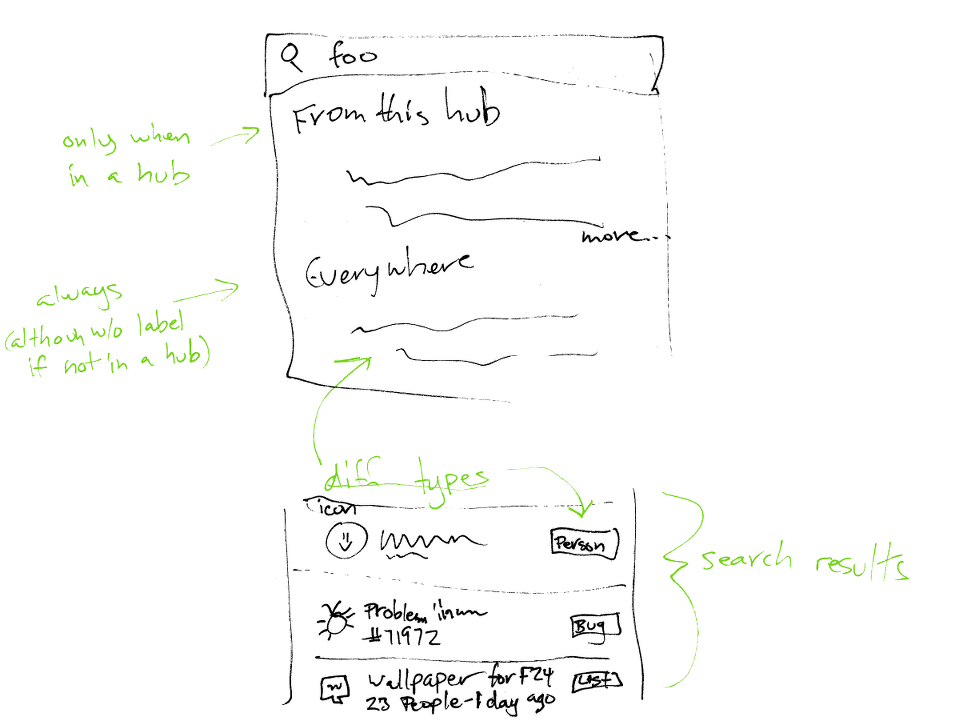 foo
From this hub
only when
in a hub
more...
Everywhere
always
(althouh w/o label
if not in a hub)
diff types
icon
Person
search results
Problem in
#71972
Bug
W
wallpaper for F24
23 People-1 day ago
List